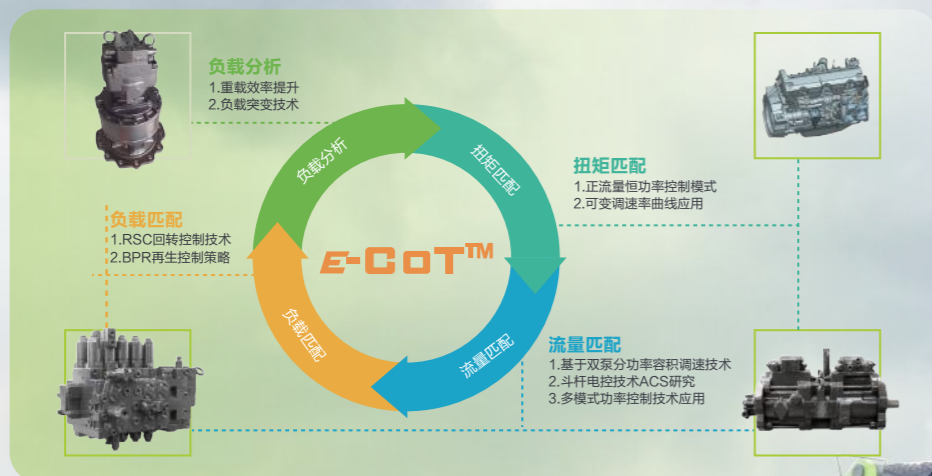 负载分析
1.重载效率提升
2.负载突变技术
负载分析
扭矩匹配
扭矩匹配
1.正流量恒功率控制模式
2.可变调速率曲线应用
负载匹配
1.RSC回转控制技术
2.BPR再生控制策略
E-COT™
负载匹配
流量匹配
流量匹配
1.基于双泵分功率容积调速技术
2.斗杆电控技术ACS研究
3.多模式功率控制技术应用